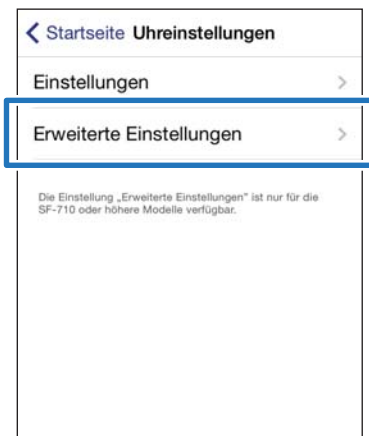 Startseite Uhreinstellungen
Einstellungen
Erweiterte Einstellungen
Die Einstellung „Erweiterte Einstellungen" ist nur für die
SF-710 oder höhere Modelle verfügbar.